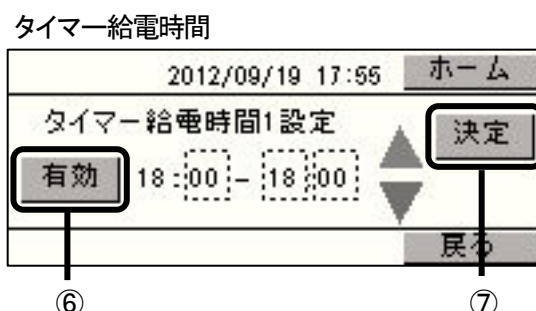 タイマー給電時間
2012/09/19 17:55 ホーム
タイマー給電時間1設定
決定
有効 18:00 - 18:00
戻る
⑥ ⑦